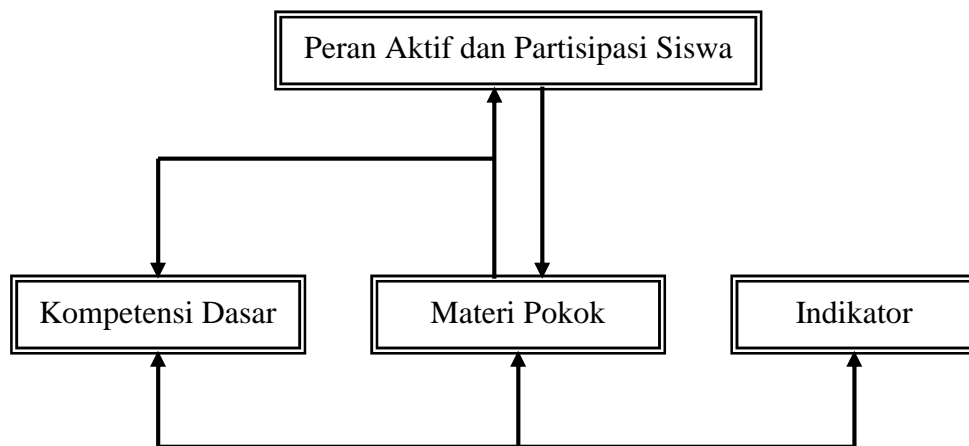 Peran Aktif dan Partisipasi Siswa
Kompetensi Dasar
Materi Pokok
Indikator